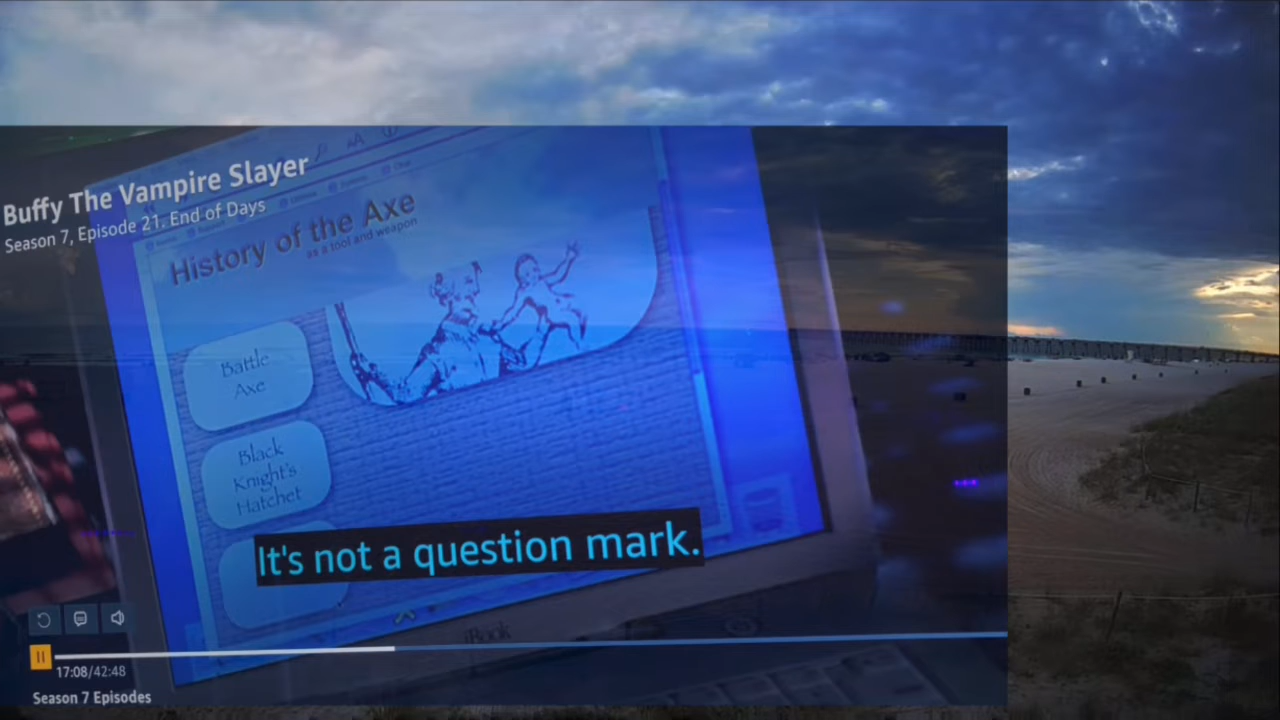 Buffy The Vampire Slayer
Season 7, Episode 21. End of Days
History of the Axe
as a tool and weapon
Battle
Axe
Black
Knight's
Hatchet
It's not a question mark.
iBook
17:08/42:48
Season 7 Episodes